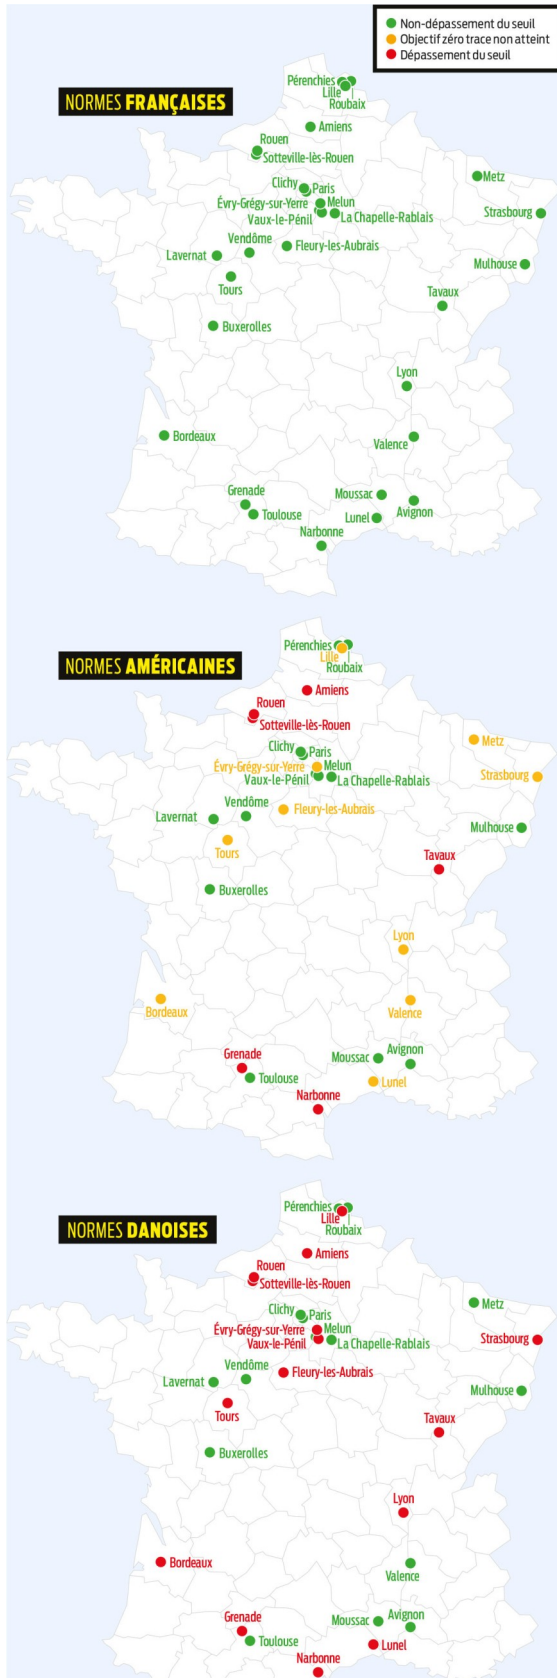 Non-dépassement du seuil
Objectif zéro trace non atteint
Dépassement du seuil
NORMES FRANÇAISES
Pérenchies
Lille
Roubaix
Amiens
Rouen
Sotteville-lès-Rouen
Metz
Clichy
Paris
Évry-Grégy-sur-Yerre
Melun
Vaux-le-Pénil
La Chapelle-Rablais
Strasbourg
Lavernat
Vendôme
Fleury-les-Aubrais
Mulhouse
Tours
Tavaux
Buxerolles
Lyon
Bordeaux
Valence
Grenade
Moussac
Toulouse
Lunel
Avignon
Narbonne
NORMES AMÉRICAINES
Pérenchies
Lille
Roubaix
Amiens
Rouen
Sotteville-lès-Rouen
Metz
Clichy
Paris
Évry-Grégy-sur-Yerre
Melun
Vaux-le-Pénil
La Chapelle-Rablais
Strasbourg
Lavernat
Vendôme
Fleury-les-Aubrais
Mulhouse
Tours
Tavaux
Buxerolles
Lyon
Bordeaux
Valence
Grenade
Moussac
Avignon
Toulouse
Lunel
Narbonne
NORMES DANOISES
Pérenchies
Lille
Roubaix
Amiens
Rouen
Sotteville-lès-Rouen
Metz
Clichy
Paris
Évry-Grégy-sur-Yerre
Melun
Vaux-le-Pénil
La Chapelle-Rablais
Strasbourg
Lavernat
Vendôme
Fleury-les-Aubrais
Mulhouse
Tours
Tavaux
Buxerolles
Lyon
Bordeaux
Valence
Grenade
Moussac
Avignon
Toulouse
Lunel
Narbonne